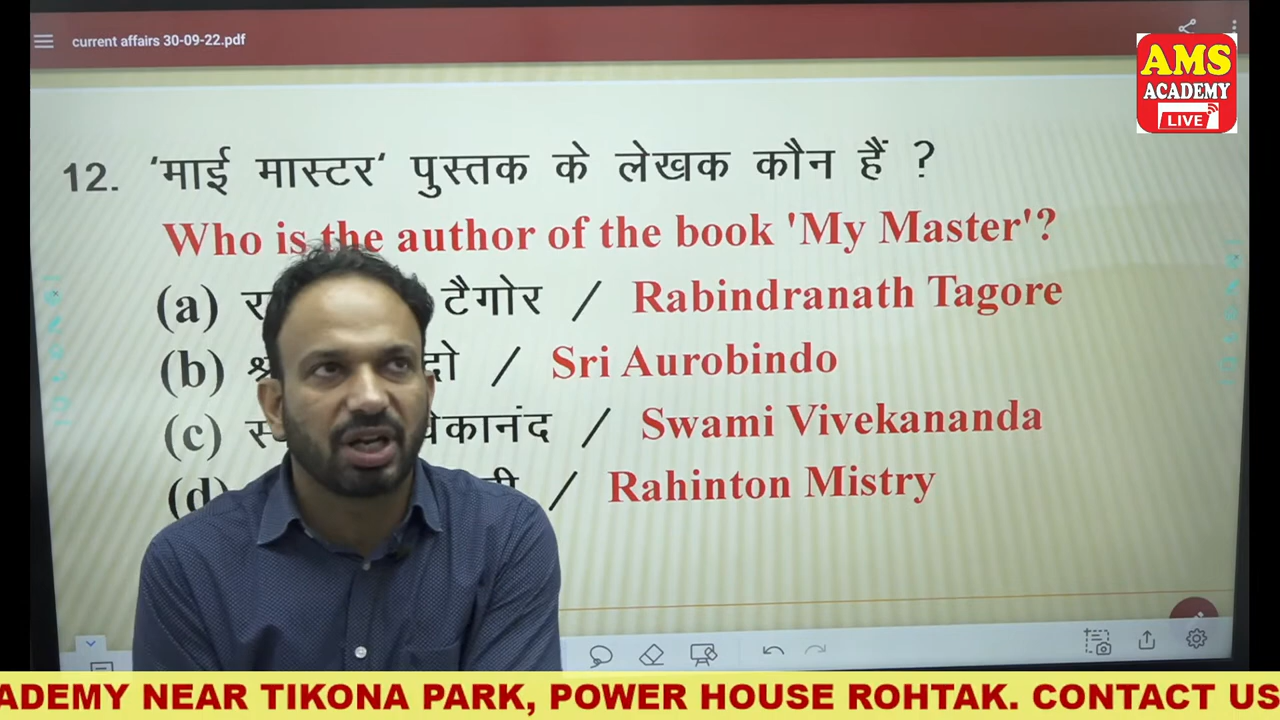 current affairs 30-09-22.pdf
AMS
ACADEMY
LIVE
12. ‘माई मास्टर‘ पुस्तक के लेखक कौन हैं ?
Who is the author of the book 'My Master'?
(a) टैगोर / Rabindranath Tagore
(b) / Sri Aurobindo
(c) / Swami Vivekananda
(d) / Rahinton Mistry
ADEMY NEAR TIKONA PARK, POWER HOUSE ROHTAK. CONTACT US